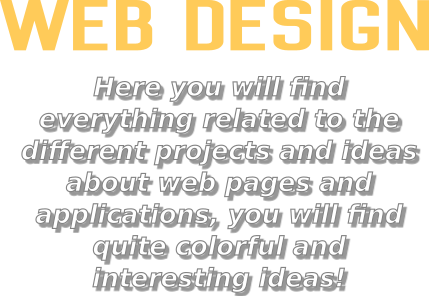 WEB DESIGN
Here you will find
everything related to the
different projects and ideas
about web pages and
applications, you will find
quite colorful and
interesting ideas!